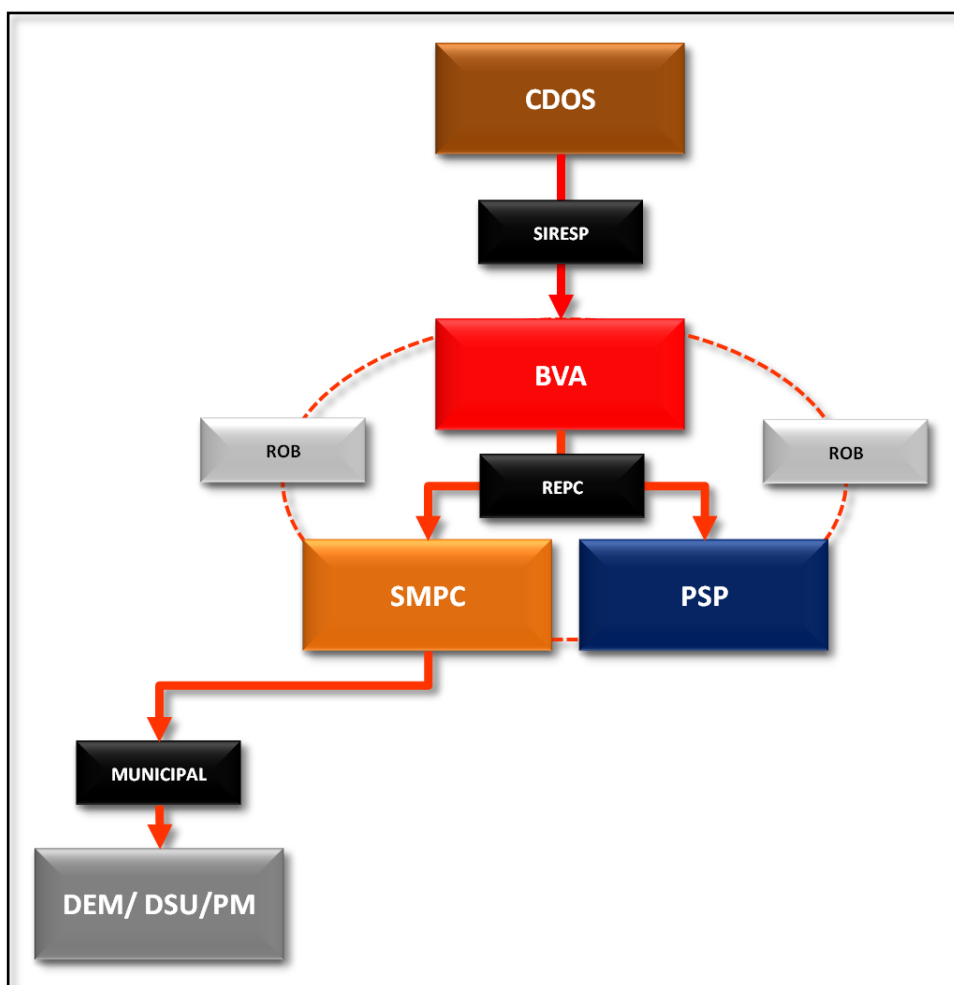 CDOS
SIRESP
BVA
ROB
ROB
REPC
SMPC
PSP
MUNICIPAL
DEM/ DSU/PM